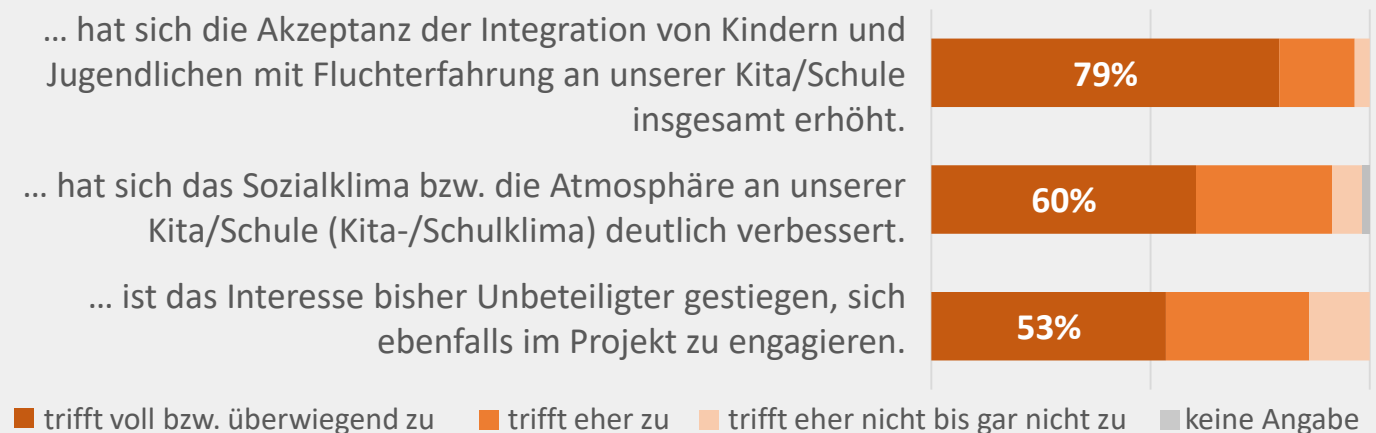 ... hat sich die Akzeptanz der Integration von Kindern und
Jugendlichen mit Fluchterfahrung an unserer Kita/Schule
insgesamt erhöht.
79%
... hat sich das Sozialklima bzw. die Atmosphäre an unserer
Kita/Schule (Kita-/Schulklima) deutlich verbessert.
60%
... ist das Interesse bisher Unbeteiligter gestiegen, sich
ebenfalls im Projekt zu engagieren.
53%
trifft voll bzw. überwiegend zu trifft eher zu trifft eher nicht bis gar nicht zu keine Angabe